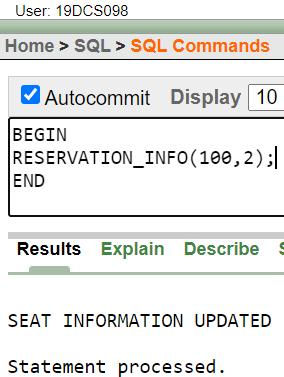 User: 19DCS098
Home > SQL > SQL Commands
Autocommit Display 10
BEGIN
RESERVATION_INFO(100,2);
END
Results Explain Describe
SEAT INFORMATION UPDATED
Statement processed.